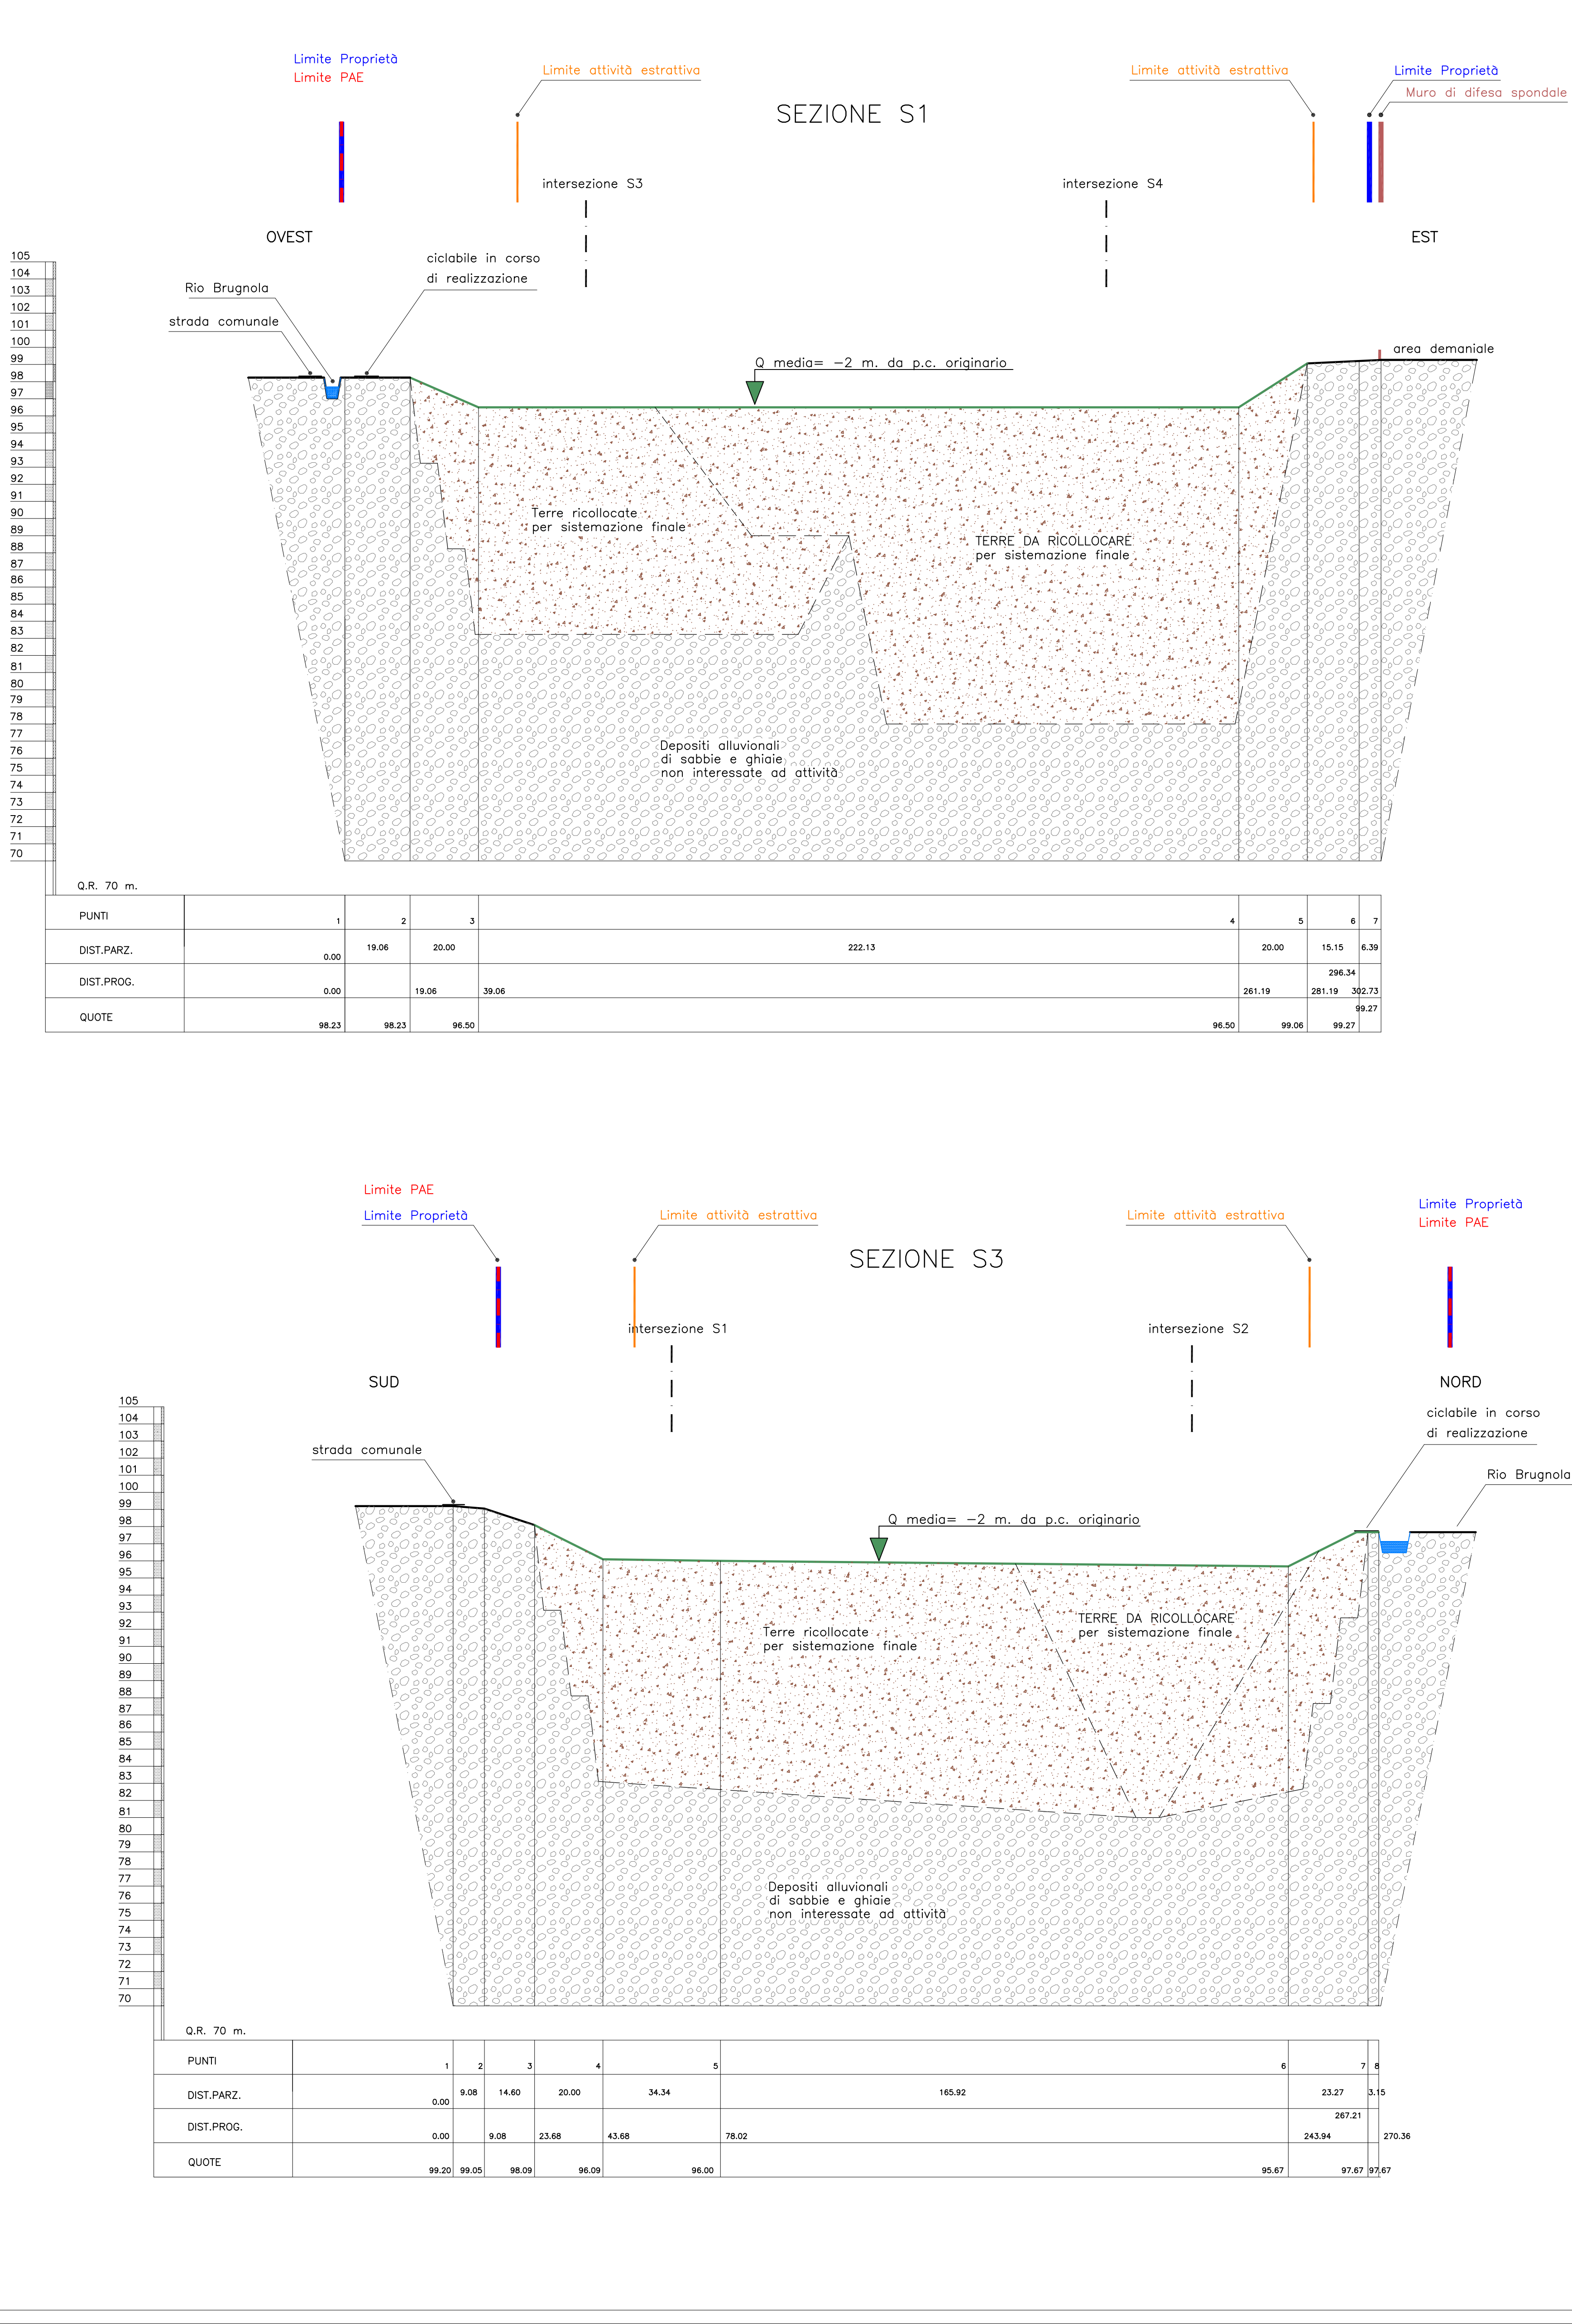 Limite Proprietà
Limite PAE
Limite attività estrattiva
Limite attività estrattiva
Limite Proprietà
Muro di difesa spondale
SEZIONE S1
intersezione S3
intersezione S4
OVEST
EST
ciclabile in corso
di realizzazione
Rio Brugnola
strada comunale
area demaniale
Q media= −2 m. da p.c. originario
105
104
103
102
101
100
99
98
97
96
95
94
93
92
91
90
89
88
87
86
85
84
83
82
81
80
79
78
77
76
75
74
73
72
71
70
Terre ricollocate
per sistemazione finale
TERRE DA RICOLLOCARE
per sistemazione finale
Depositi alluvionali
di sabbie e ghiaie
non interessate ad attività
Q.R. 70 m.
PUNTI 1 2 3 4 5 6 7
DIST.PARZ. 0.00 19.06 20.00 222.13 20.00 15.15 6.39
DIST.PROG. 0.00 19.06 39.06 261.19 281.19 296.34 302.73
QUOTE 98.23 98.23 96.50 96.50 99.06 99.27 99.27
Limite PAE
Limite Proprietà
Limite attività estrattiva
Limite attività estrattiva
Limite Proprietà
Limite PAE
SEZIONE S3
intersezione S1
intersezione S2
SUD
NORD
ciclabile in corso
di realizzazione
strada comunale
Rio Brugnola
Q media= −2 m. da p.c. originario
105
104
103
102
101
100
99
98
97
96
95
94
93
92
91
90
89
88
87
86
85
84
83
82
81
80
79
78
77
76
75
74
73
72
71
70
Terre ricollocate
per sistemazione finale
TERRE DA RICOLLOCARE
per sistemazione finale
Depositi alluvionali
di sabbie e ghiaie
non interessate ad attività
Q.R. 70 m.
PUNTI 1 2 3 4 5 6 7 8
DIST.PARZ. 0.00 9.08 14.60 20.00 34.34 165.92 23.27 3.15
DIST.PROG. 0.00 9.08 23.68 43.68 78.02 243.94 267.21 270.36
QUOTE 99.20 99.05 98.09 96.09 96.00 95.67 97.67 97.67